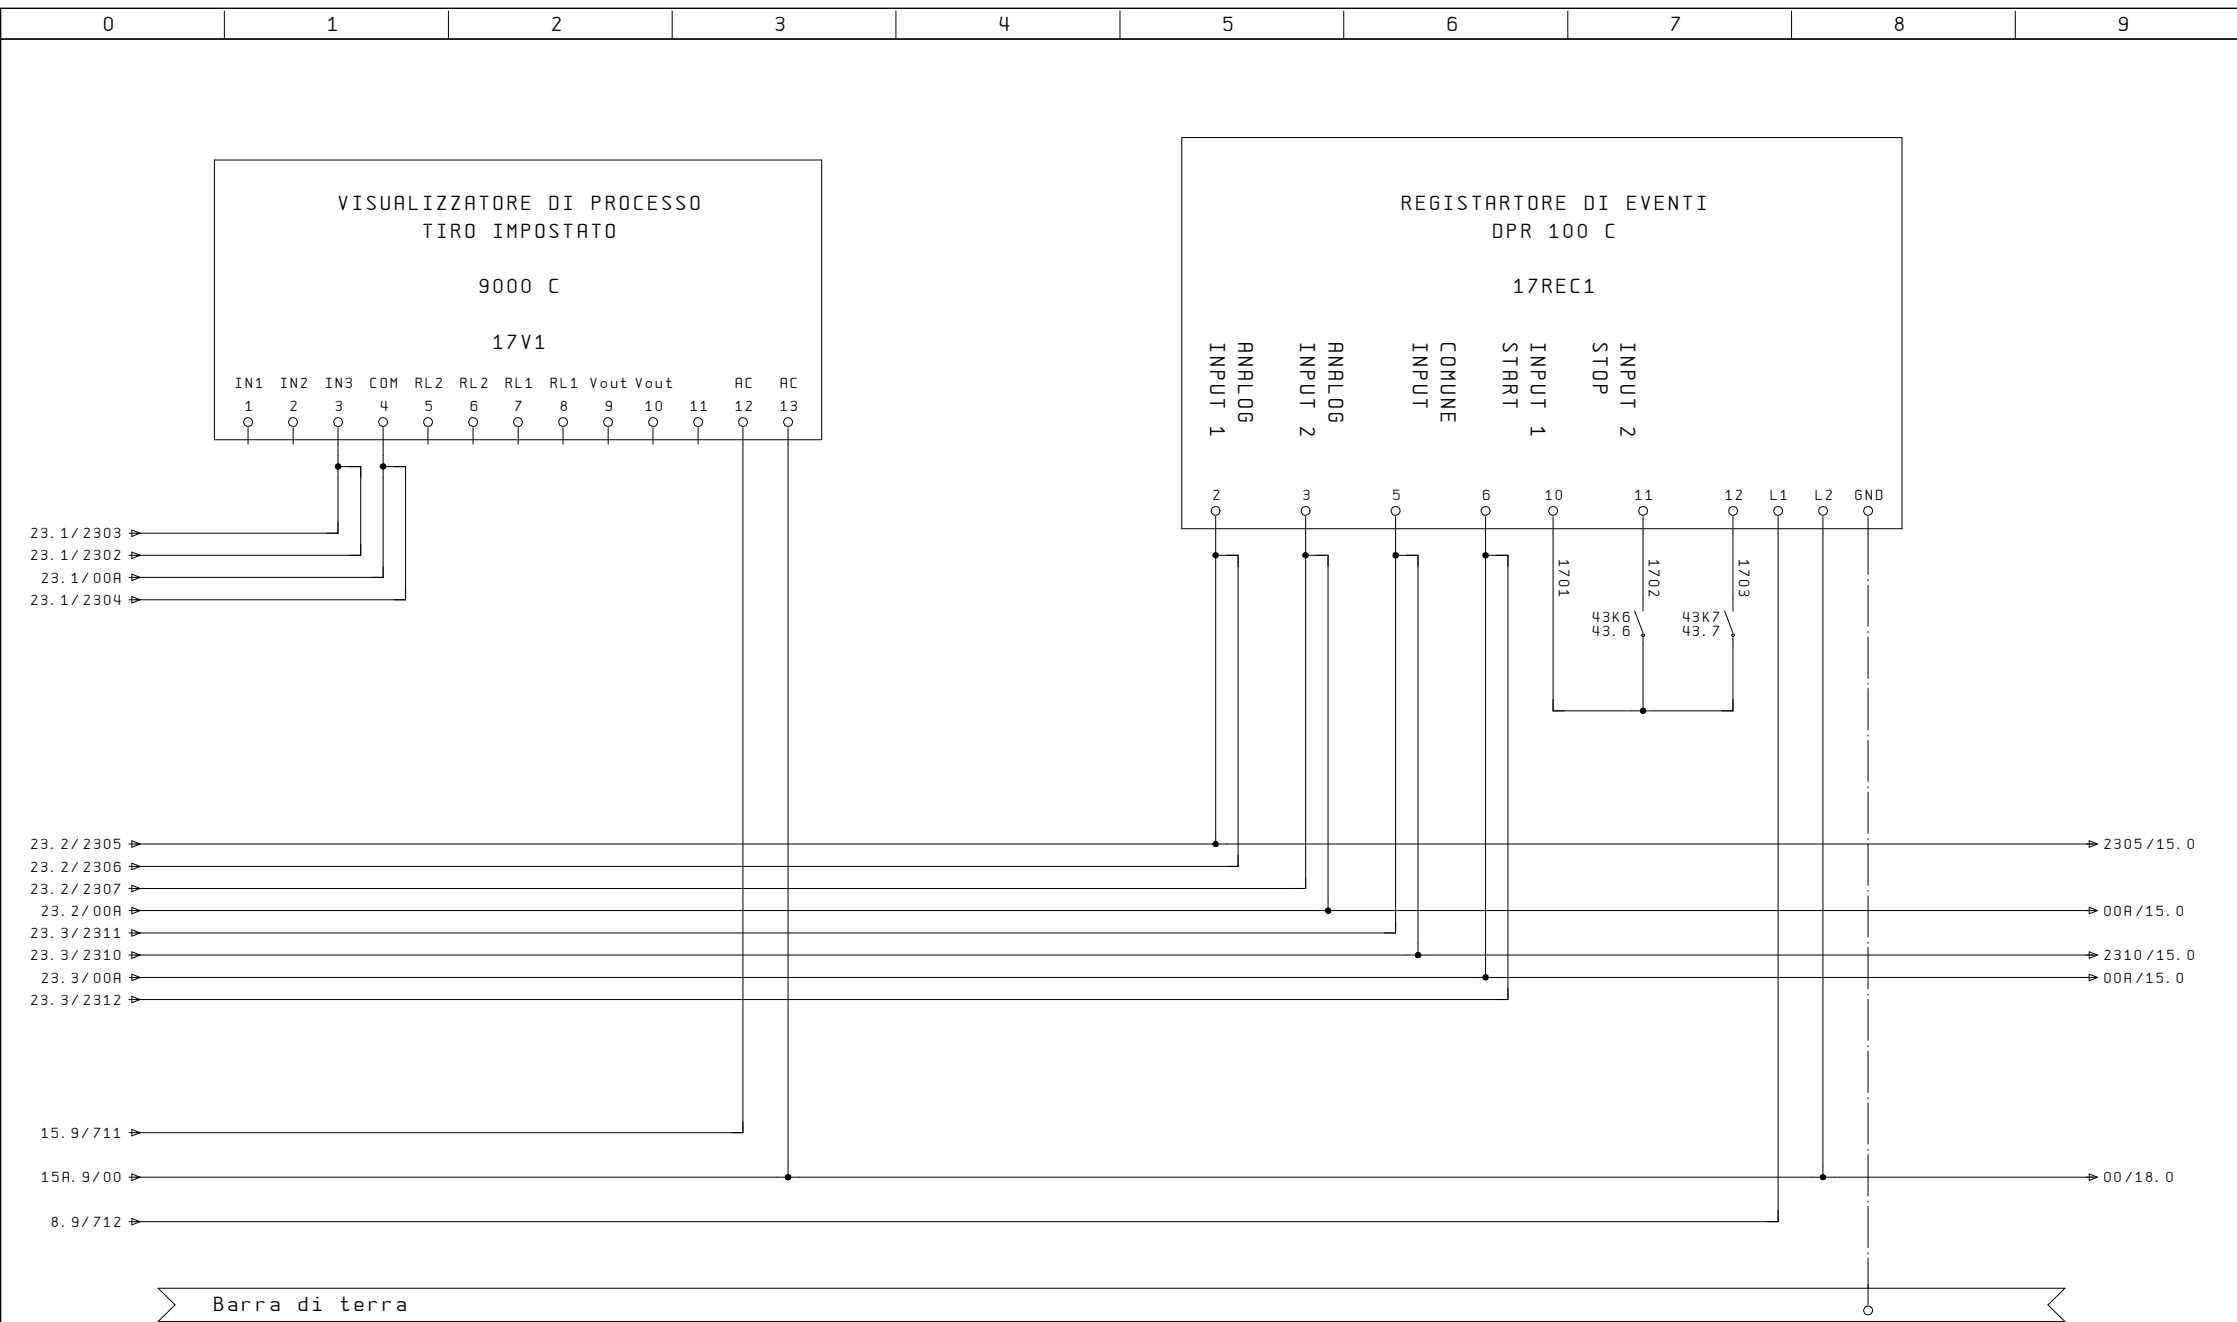 0 1 2 3 4 5 6 7 8 9
VISUALIZZATORE DI PROCESSO
TIRO IMPOSTATO
9000 C
17V1
IN1 IN2 IN3 COM RL2 RL2 RL1 RL1 Vout Vout AC AC
1 2 3 4 5 6 7 8 9 10 11 12 13
REGISTARTORE DI EVENTI
DPR 100 C
17REC1
ANALOG
INPUT 1
ANALOG
INPUT 2
COMUNE
INPUT
INPUT 1
START
INPUT 2
STOP
2 3 5 6 10 11 12 L1 L2 GND
23.1/2303
23.1/2302
23.1/00A
23.1/2304
1701
1702
1703
43K6
43.6
43K7
43.7
23.2/2305
23.2/2306
23.2/2307
23.2/00A
23.3/2311
23.3/2310
23.3/00A
23.3/2312
2305/15.0
00A/15.0
2310/15.0
00A/15.0
15.9/711
15A.9/00
00/18.0
8.9/712
Barra di terra